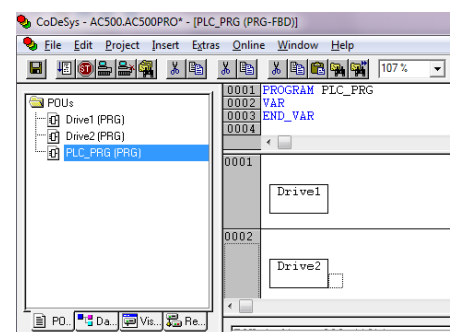 CoDeSys - AC500.AC500PRO* - [PLC_PRG (PRG-FBD)]
File Edit Project Insert Extras Online Window Help
107 %
POUs
Drive1 (PRG)
Drive2 (PRG)
PLC_PRG (PRG)
PO... Da... Vis... Re...
0001 PROGRAM PLC_PRG
0002 VAR
0003 END_VAR
0004
0001
Drive1
0002
Drive2